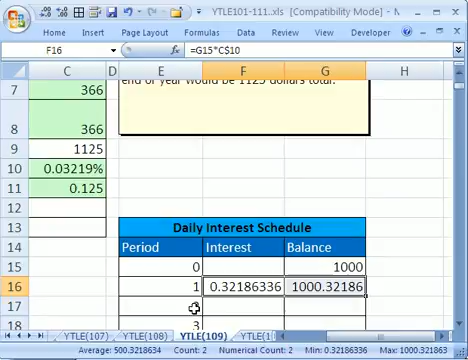 YTLE101-111...xls [Compatibility Mode] - ...
Home Insert Page Layout Formulas Data Review View Developer
F16 =G15*C$10
C D E F G H
7 366
end of year would be 1125 dollars total.
8 366
9 1125
10 0.03219%
11 0.125
12
13 Daily Interest Schedule
14 Period Interest Balance
15 0 1000
16 1 0.32186336 1000.32186
17
18 3
YTLE(107) YTLE(108) YTLE(109) YTLE(1
Average: 500.3218634 Count: 2 Numerical Count: 2 Min: 0.32186336 Max: 1000.321863